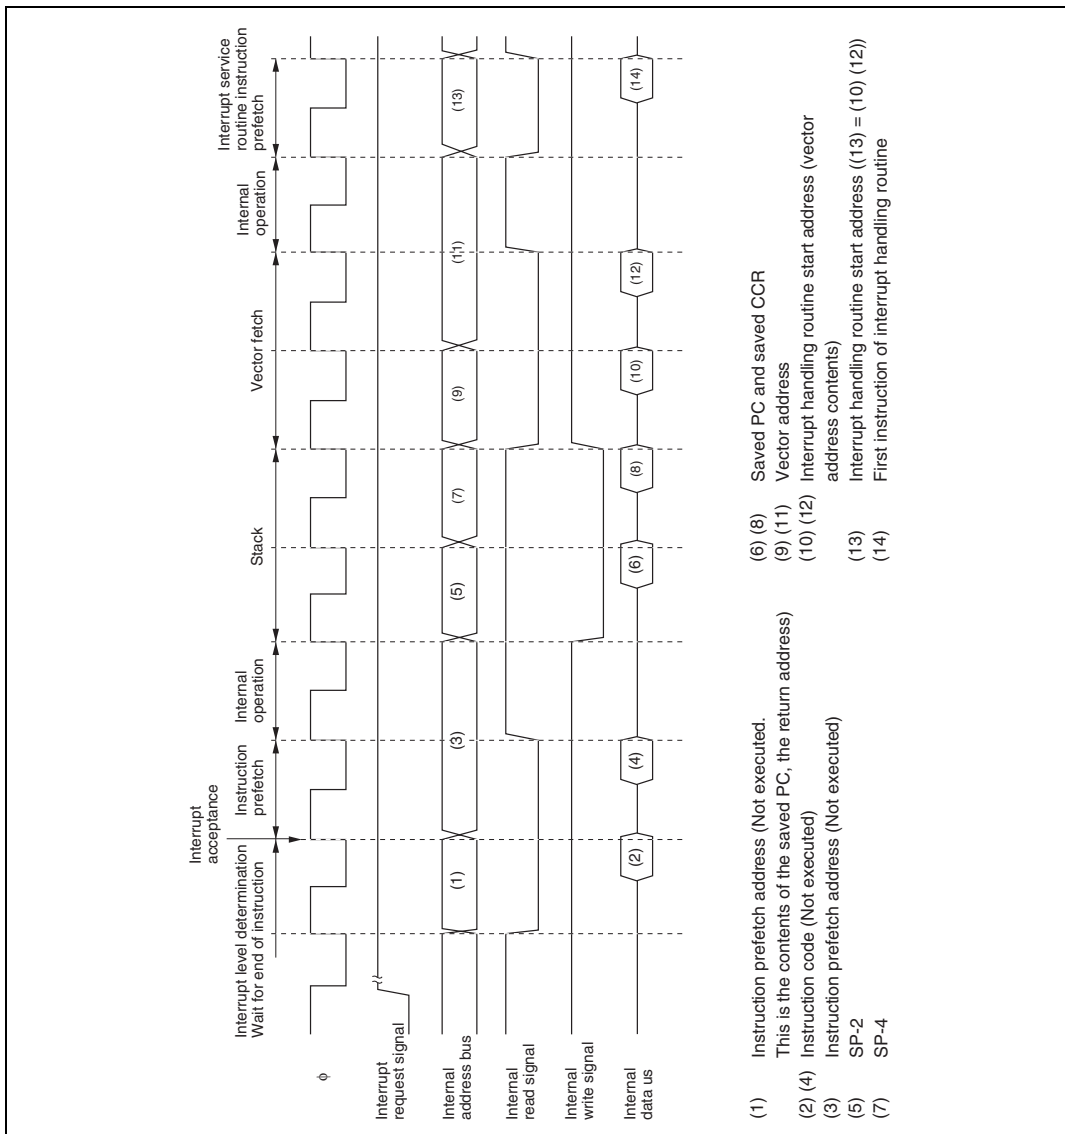 Interrupt
acceptance
Interrupt level determination
Wait for end of instruction
Instruction
prefetch
Internal
operation
Stack
Vector fetch
Internal
operation
Interrupt service
routine instruction
prefetch
φ
Interrupt
request signal
Internal
address bus
(1)
(3)
(5)
(7)
(9)
(11)
(13)
Internal
read signal
Internal
write signal
Internal
data us
(2)
(4)
(6)
(8)
(10)
(12)
(14)
(1) Instruction prefetch address (Not executed.
This is the contents of the saved PC, the return address)
(2) (4) Instruction code (Not executed)
(3) Instruction prefetch address (Not executed)
(5) SP-2
(7) SP-4
(6) (8) Saved PC and saved CCR
(9) (11) Vector address
(10) (12) Interrupt handling routine start address (vector
address contents)
(13) Interrupt handling routine start address ((13) = (10) (12))
(14) First instruction of interrupt handling routine